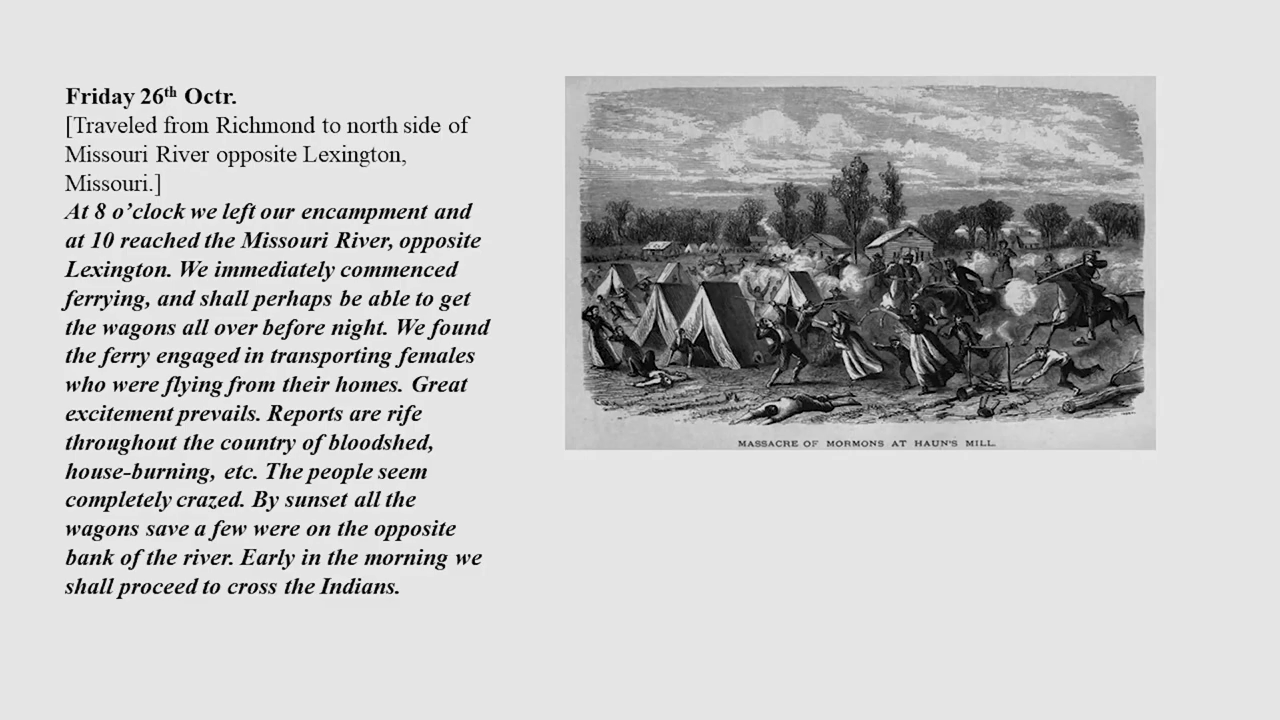 Friday 26th Octr.
[Traveled from Richmond to north side of
Missouri River opposite Lexington,
Missouri.]
At 8 o’clock we left our encampment and
at 10 reached the Missouri River, opposite
Lexington. We immediately commenced
ferrying, and shall perhaps be able to get
the wagons all over before night. We found
the ferry engaged in transporting females
who were flying from their homes. Great
excitement prevails. Reports are rife
throughout the country of bloodshed,
house-burning, etc. The people seem
completely crazed. By sunset all the
wagons save a few were on the opposite
bank of the river. Early in the morning we
shall proceed to cross the Indians.
MASSACRE OF MORMONS AT HAUN'S MILL.